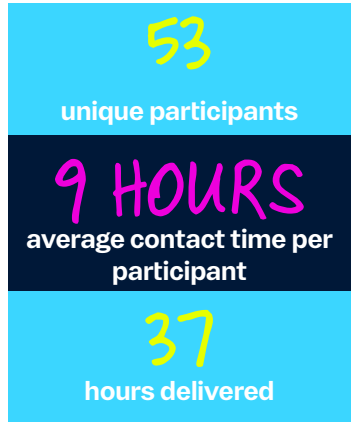 53
unique participants
9 HOURS
average contact time per
participant
37
hours delivered